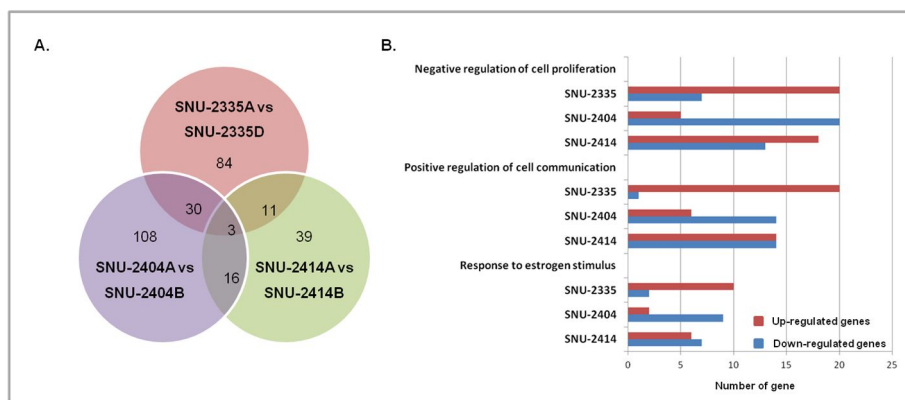 A.
SNU-2335A vs
SNU-2335D
84
30
11
3
108
39
SNU-2404A vs
SNU-2404B
16
SNU-2414A vs
SNU-2414B
B.
Negative regulation of cell proliferation
SNU-2335
SNU-2404
SNU-2414
Positive regulation of cell communication
SNU-2335
SNU-2404
SNU-2414
Response to estrogen stimulus
SNU-2335
SNU-2404
SNU-2414
Up-regulated genes
Down-regulated genes
0 5 10 15 20 25
Number of gene